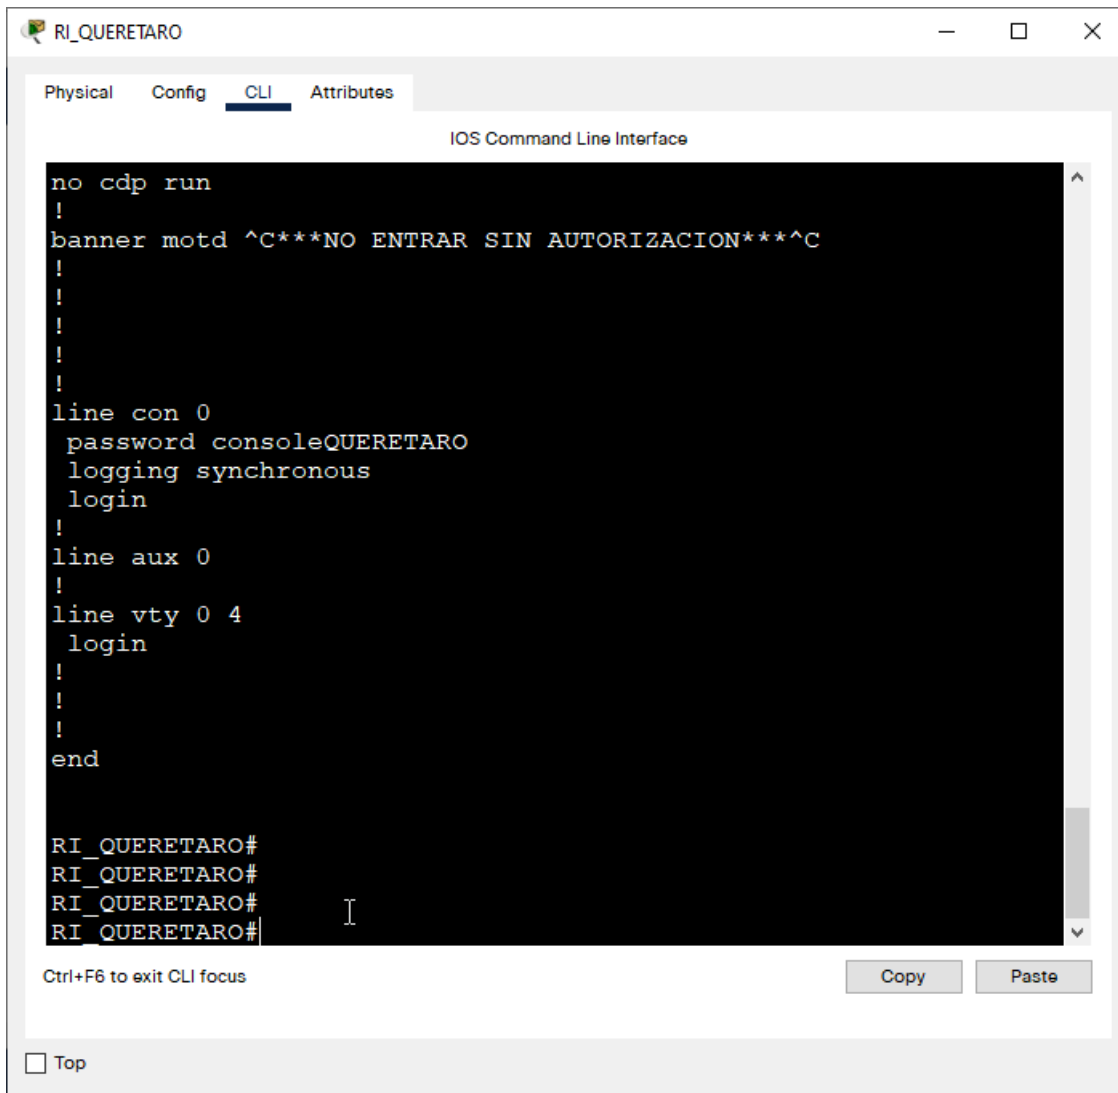 RI_QUERETARO
Physical Config CLI Attributes
IOS Command Line Interface
no cdp run
!
banner motd ^C***NO ENTRAR SIN AUTORIZACION***^C
!
!
!
!
!
line con 0
password consoleQUERETARO
logging synchronous
login
!
line aux 0
!
line vty 0 4
login
!
!
!
end
RI_QUERETARO#
RI_QUERETARO#
RI_QUERETARO#
RI_QUERETARO#
Ctrl+F6 to exit CLI focus
Copy Paste
Top